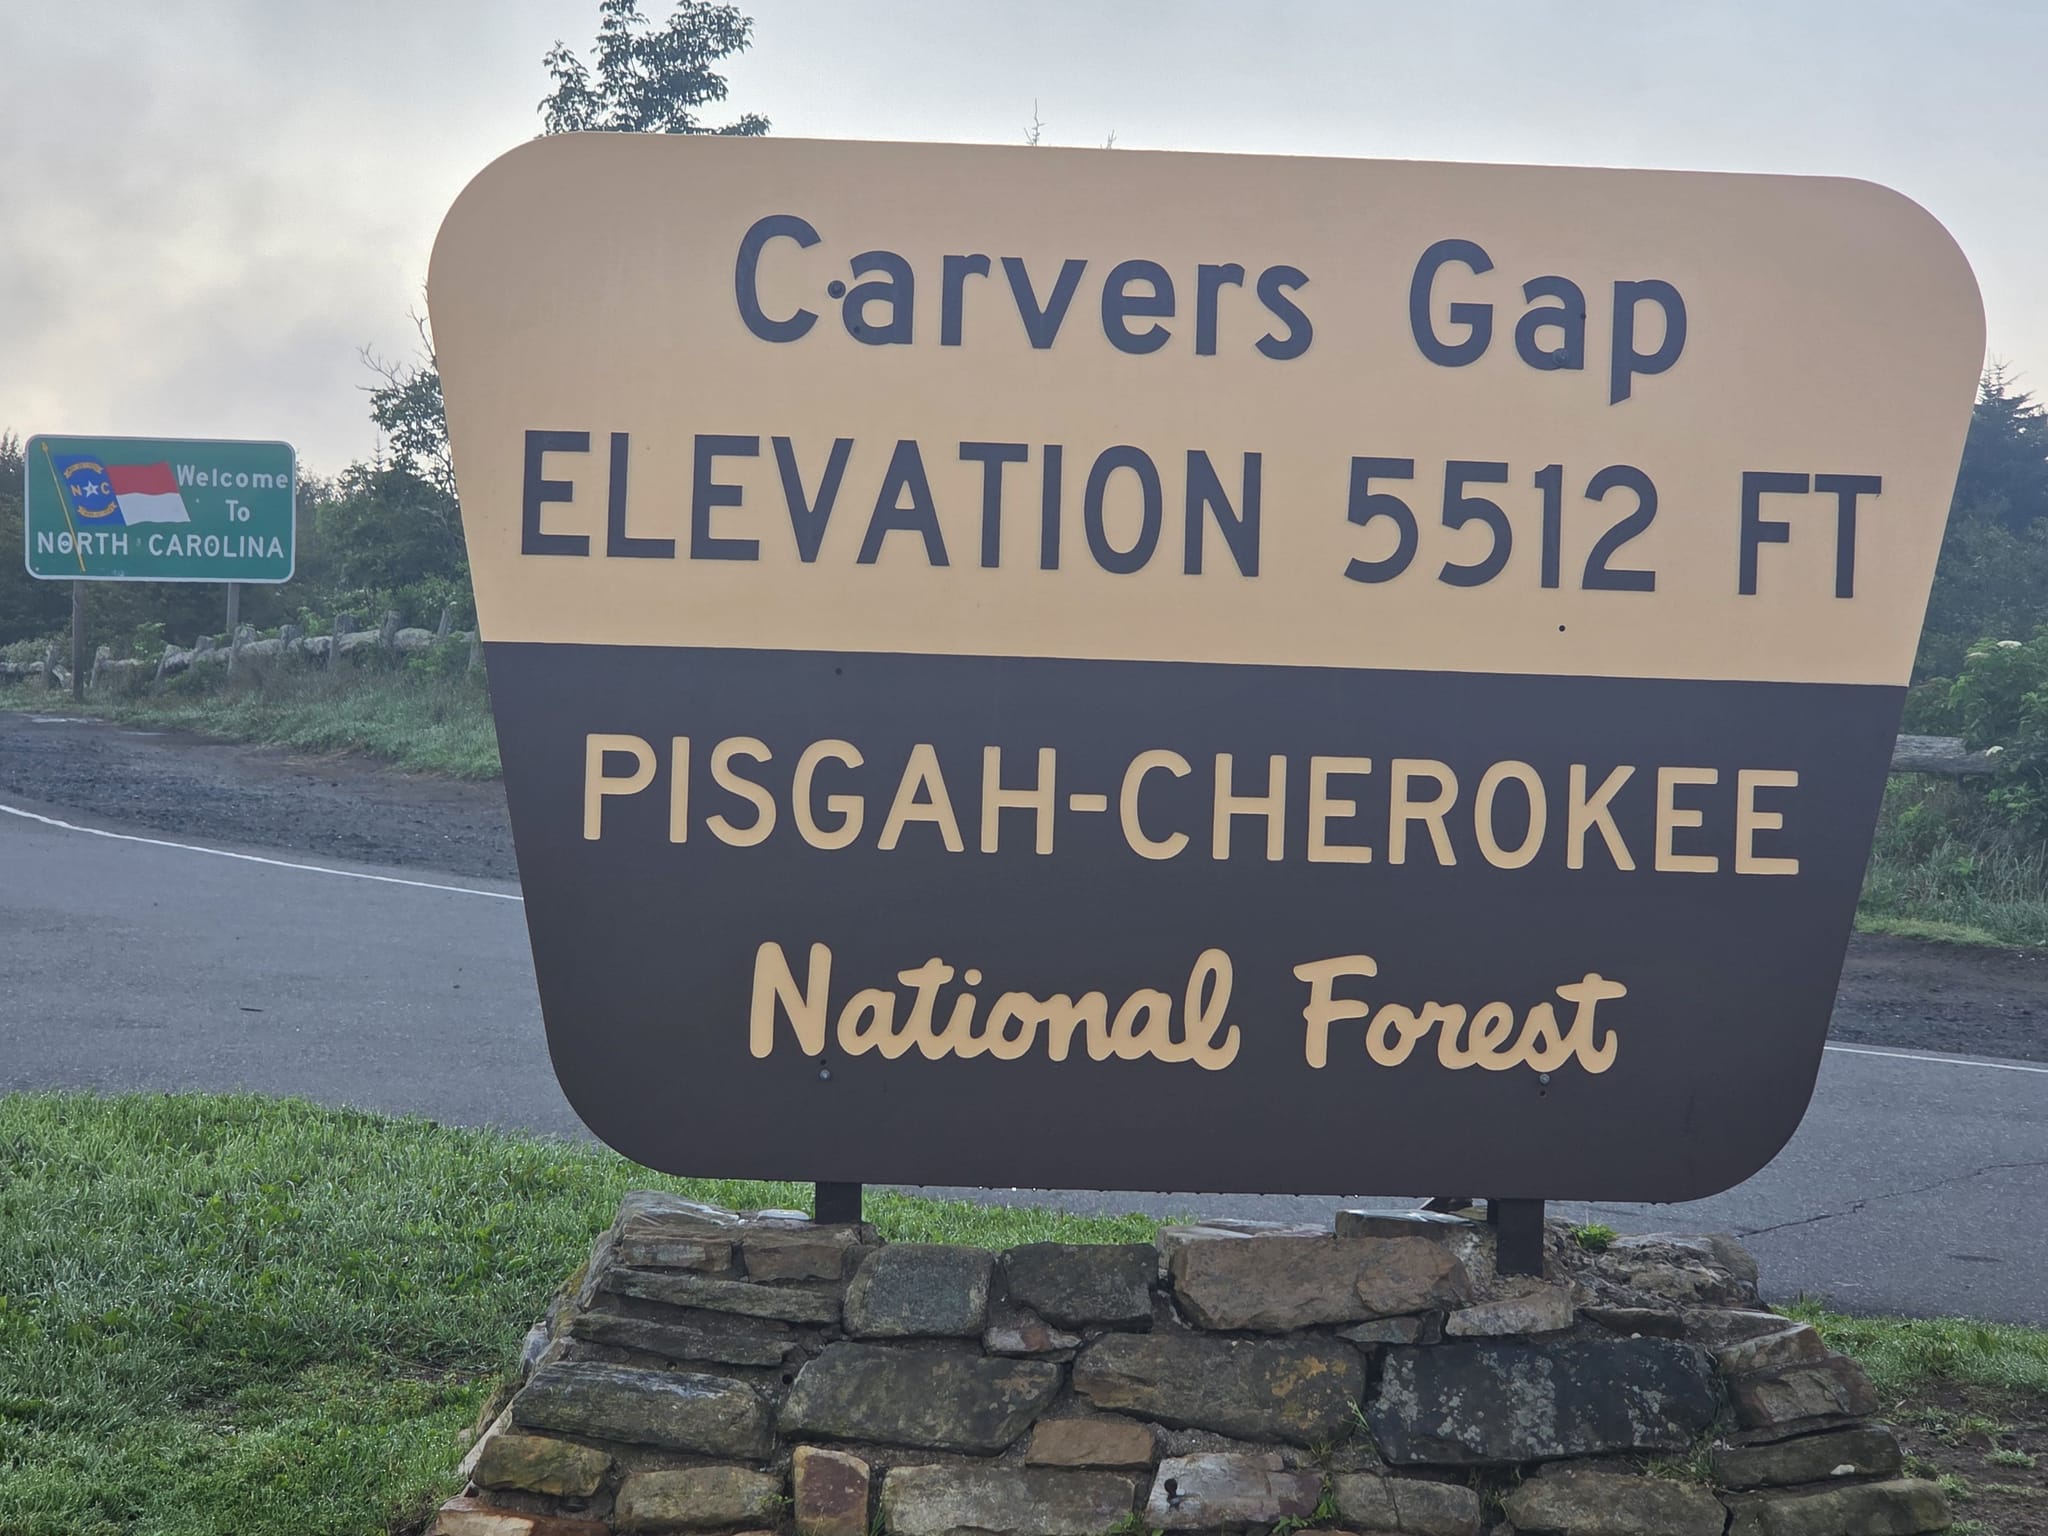 Carvers Gap
ELEVATION 5512 FT
PISGAH-CHEROKEE
National Forest
N C
Welcome
To
NORTH CAROLINA